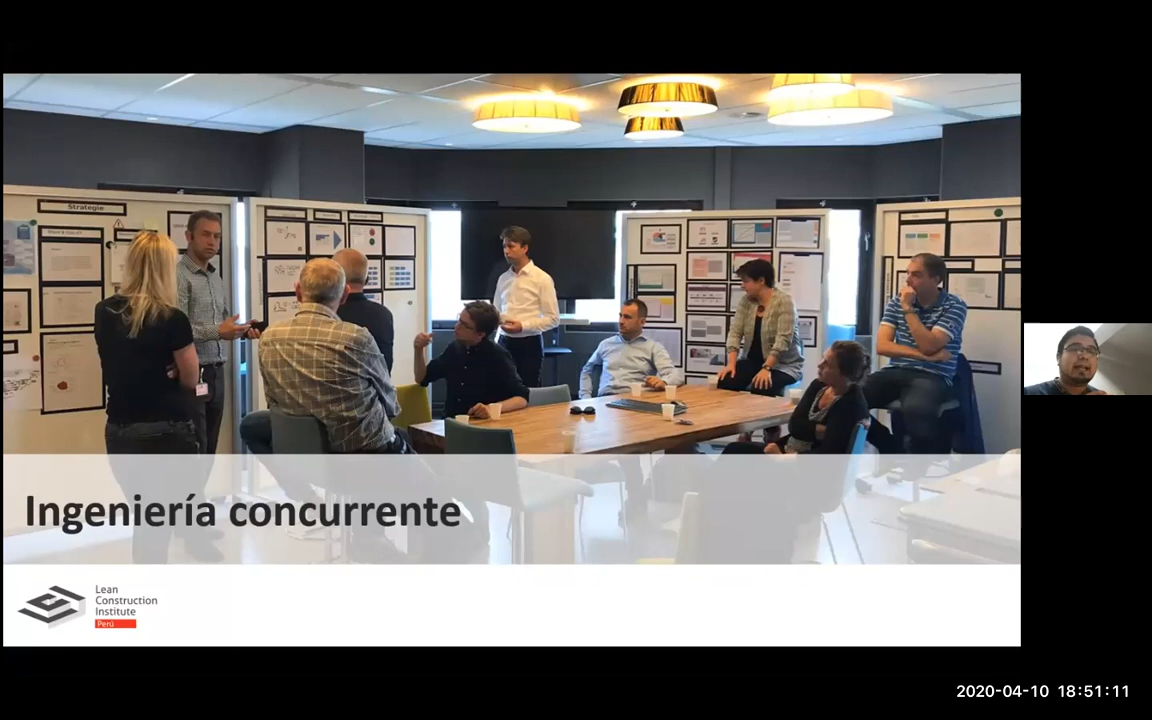 Strategie
Ingeniería concurrente
Lean
Construction
Institute
Perú
2020-04-10 18:51:11